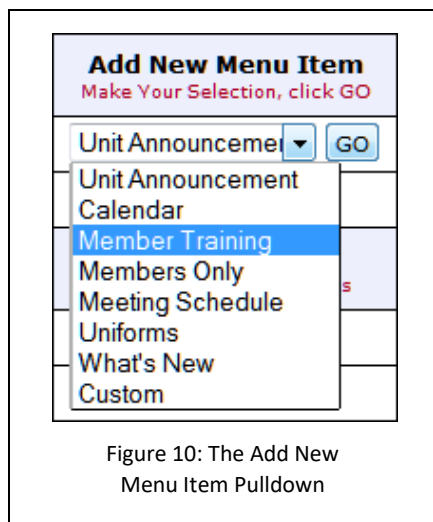 Add New Menu Item
Make Your Selection, click GO
Unit Announcemer GO
Unit Announcement
Calendar
Member Training
Members Only
s
Meeting Schedule
Uniforms
What's New
Custom
Figure 10: The Add New
Menu Item Pulldown